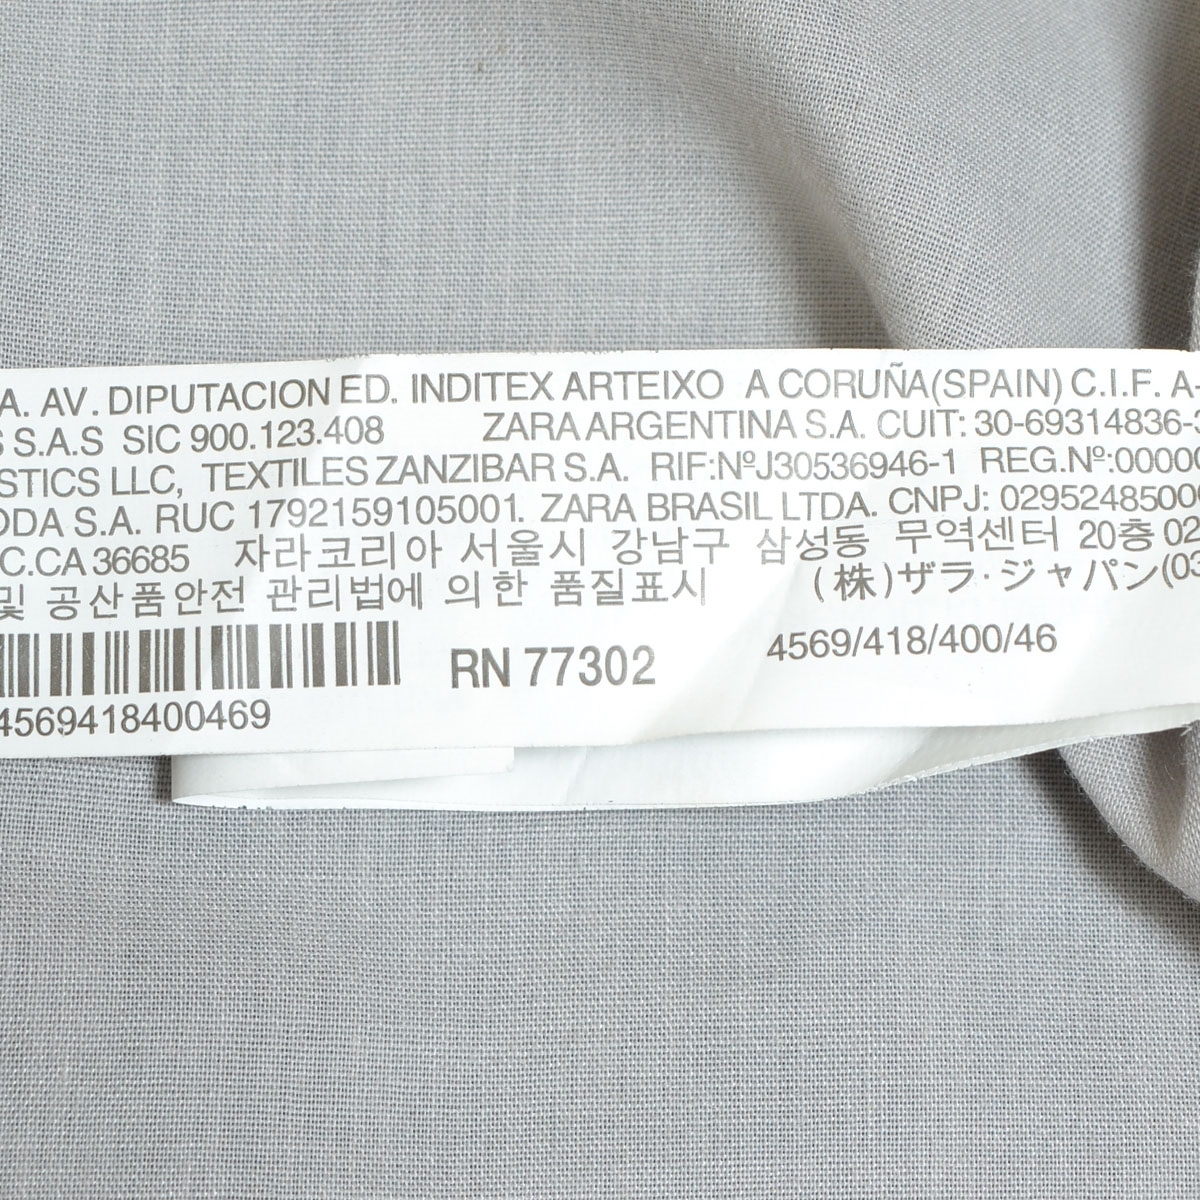 A. AV. DIPUTACION ED. INDITEX ARTEIXO A CORUÑA(SPAIN) C.I.F. A-
S.A.S SIC 900.123.408 ZARA ARGENTINA S.A. CUIT: 30-69314836-
STICS LLC, TEXTILES ZANZIBAR S.A. RIF:NºJ30536946-1 REG.Nº:00000
ODA S.A. RUC 1792159105001. ZARA BRASIL LTDA. CNPJ: 0295248500
C.CA 36685 자라코리아 서울시 강남구 삼성동 무역센터 20층 02
및 공산품안전 관리법에 의한 품질표시 (株)ザラ・ジャパン(03
RN 77302 4569/418/400/46
4569418400469